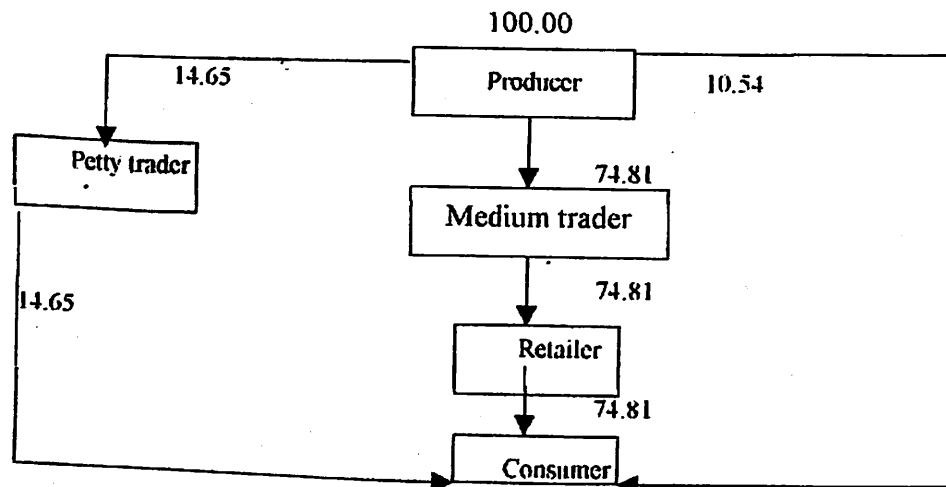 100.00
14.65
Producer
10.54
Petty trader
74.81
Medium trader
14.65
74.81
Retailer
74.81
Consumer